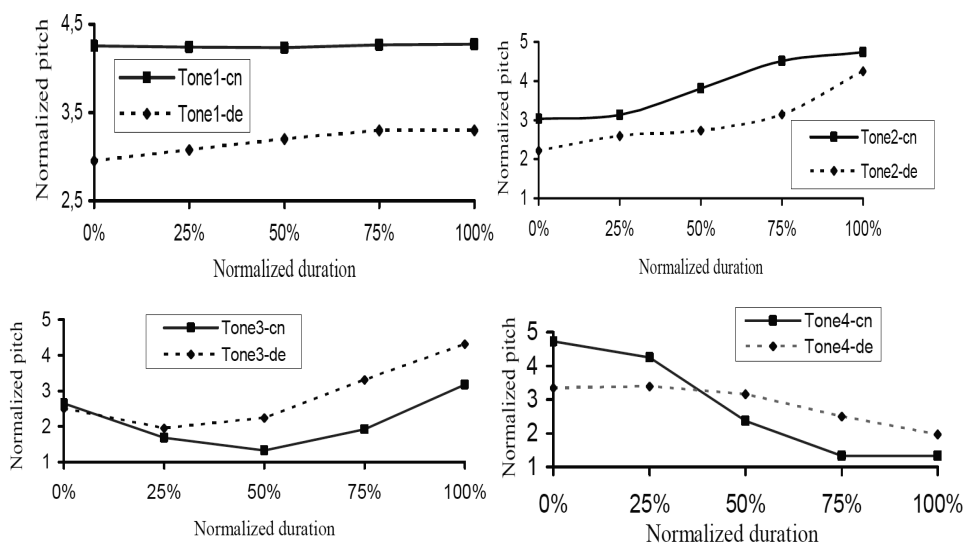 4,5
3,5
2,5
Normalized pitch
Tone1-cn
Tone1-de
0% 25% 50% 75% 100%
Normalized duration
5
4
3
2
1
Normalized pitch
Tone2-cn
Tone2-de
0% 25% 50% 75% 100%
Normalized duration
5
4
3
2
1
Normalized pitch
Tone3-cn
Tone3-de
0% 25% 50% 75% 100%
Normalized duration
5
4
3
2
1
Normalized pitch
Tone4-cn
Tone4-de
0% 25% 50% 75% 100%
Normalized duration